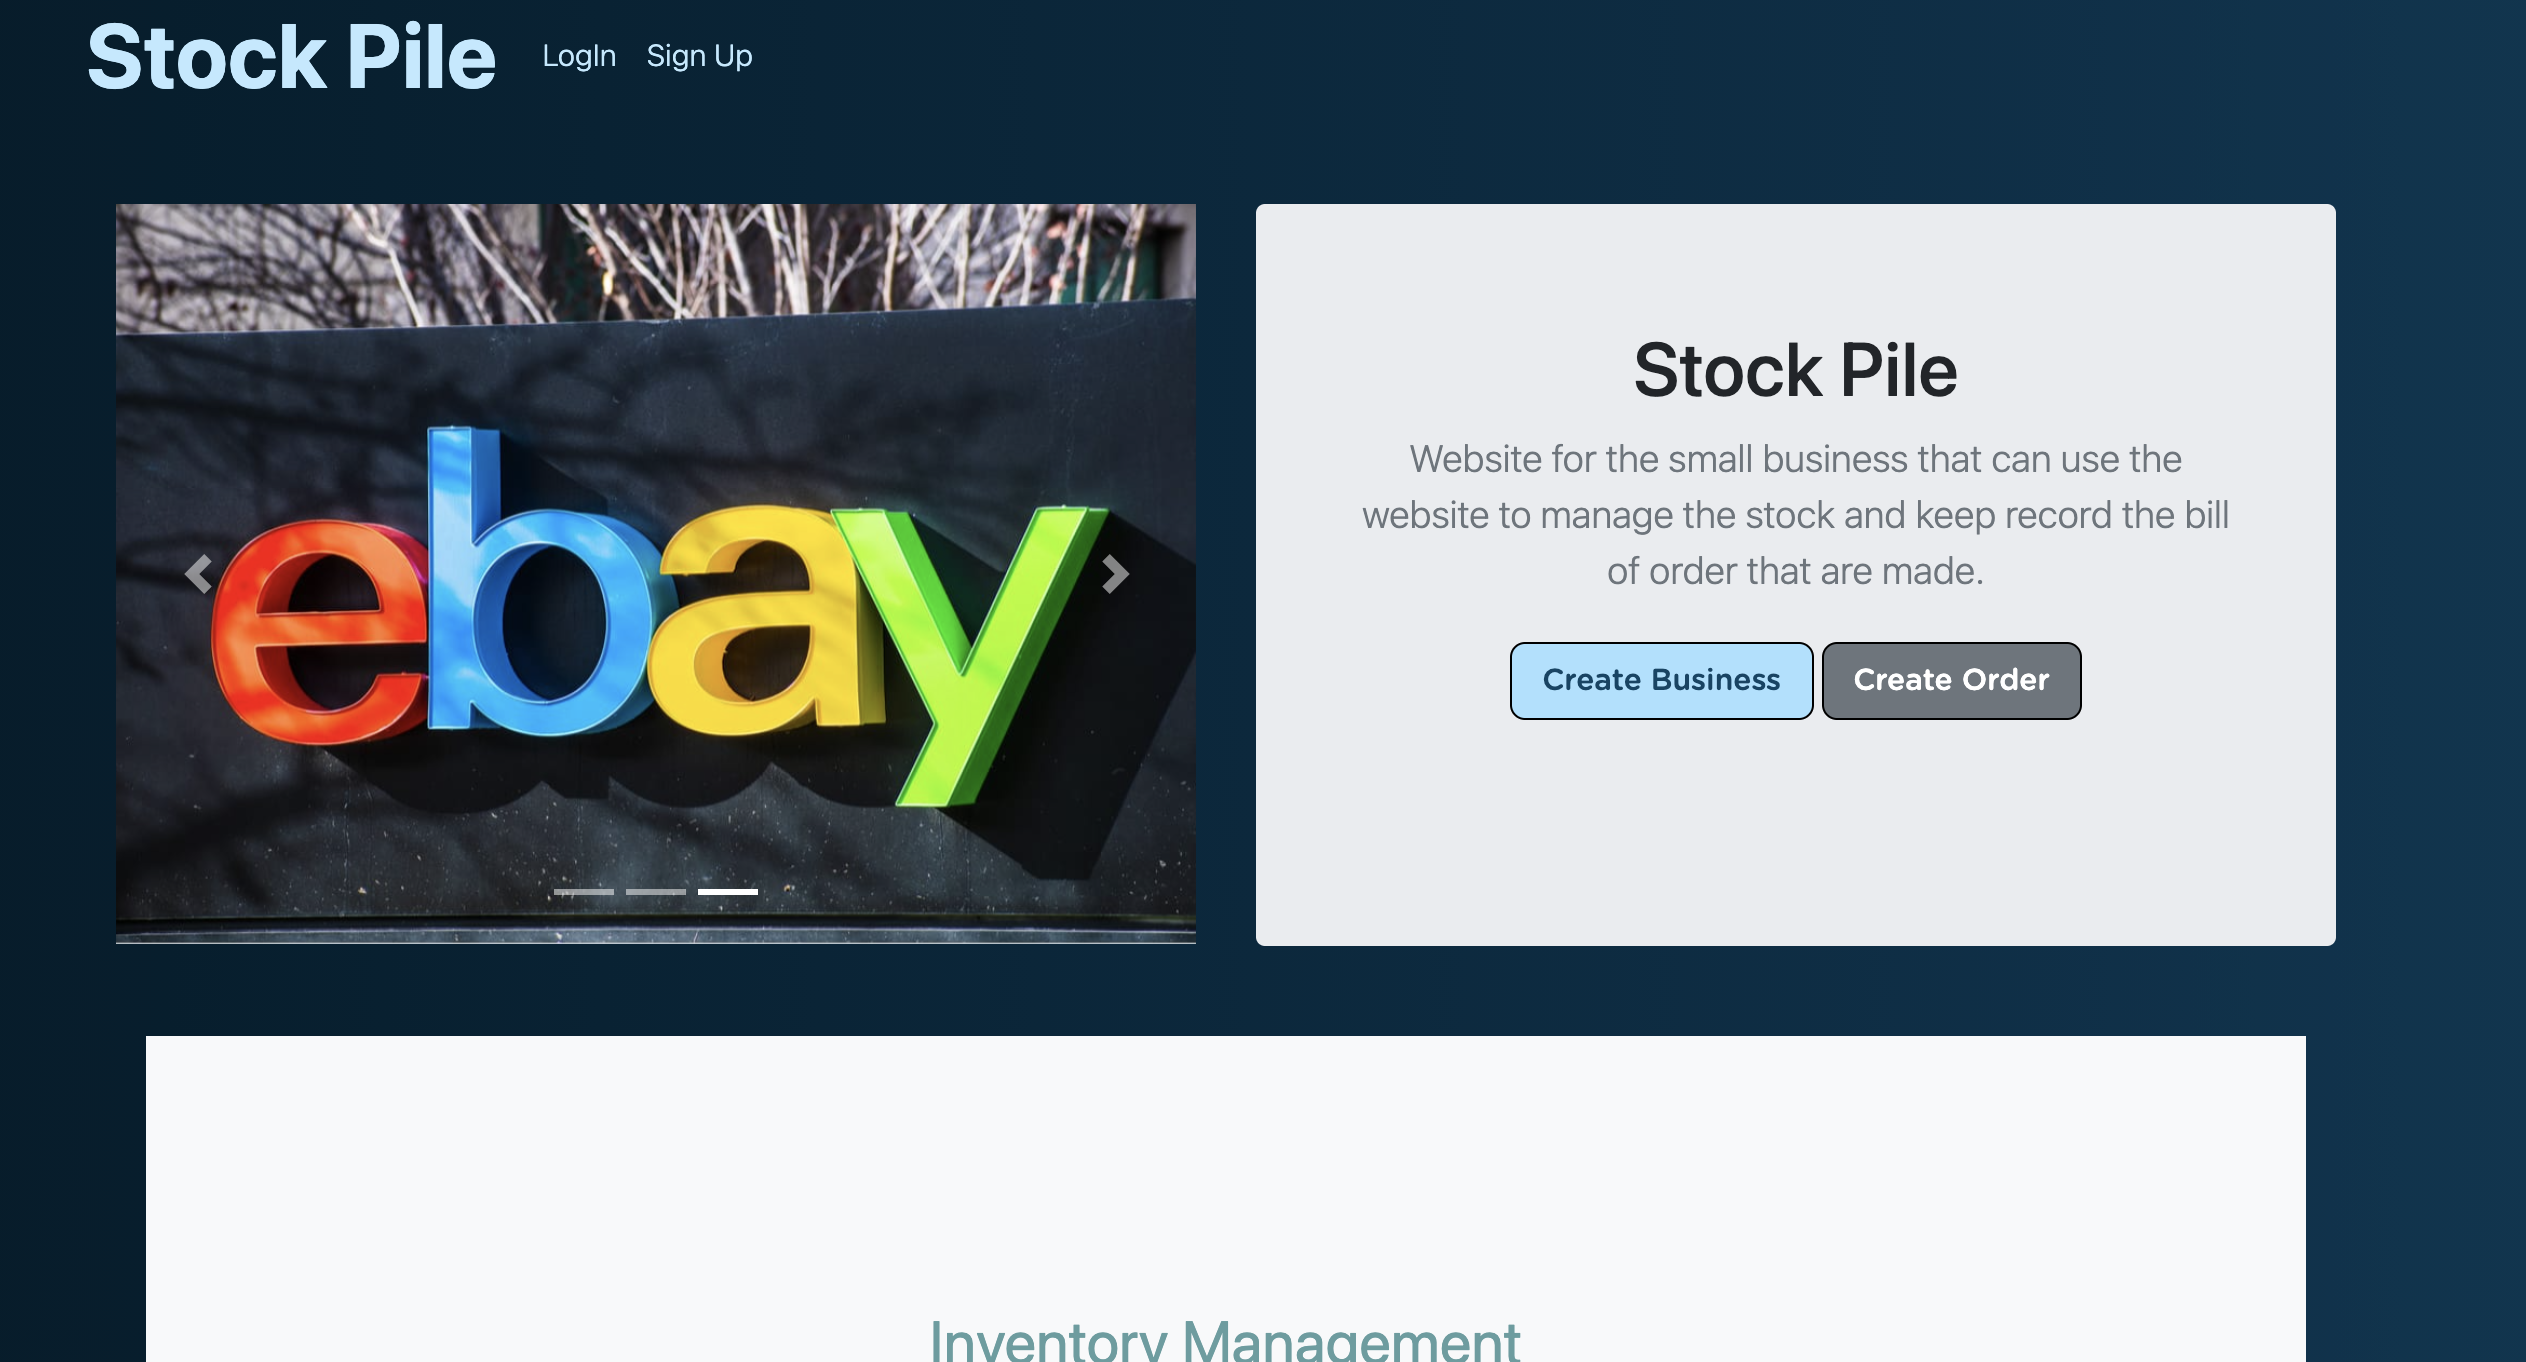 Stock Pile
LogIn
Sign Up
ebay
Stock Pile
Website for the small business that can use the
website to manage the stock and keep record the bill
of order that are made.
Create Business
Create Order
Inventory Management